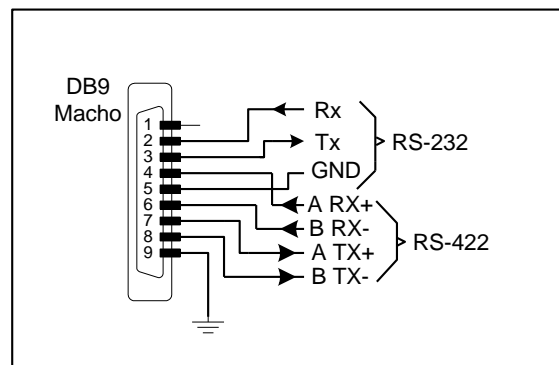 DB9
Macho
1
2
3
4
5
6
7
8
9
Rx
Tx
GND
A RX+
B RX-
A TX+
B TX-
RS-232
RS-422